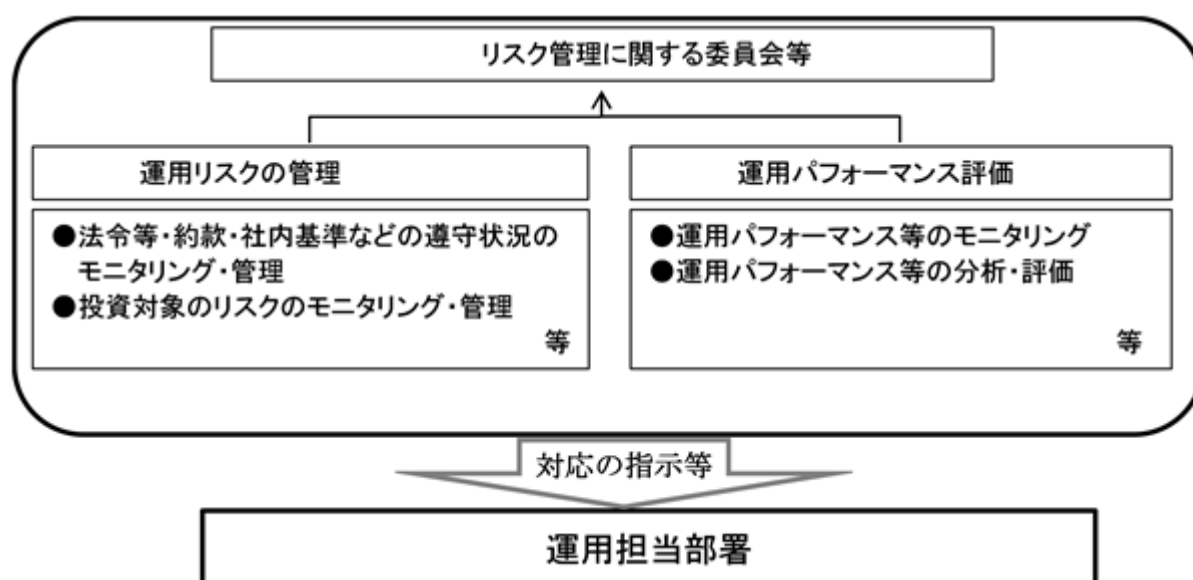 リスク管理に関する委員会等
運用リスクの管理
●法令等・約款・社内基準などの遵守状況の
モニタリング・管理
●投資対象のリスクのモニタリング・管理
等
運用パフォーマンス評価
●運用パフォーマンス等のモニタリング
●運用パフォーマンス等の分析・評価
等
対応の指示等
運用担当部署